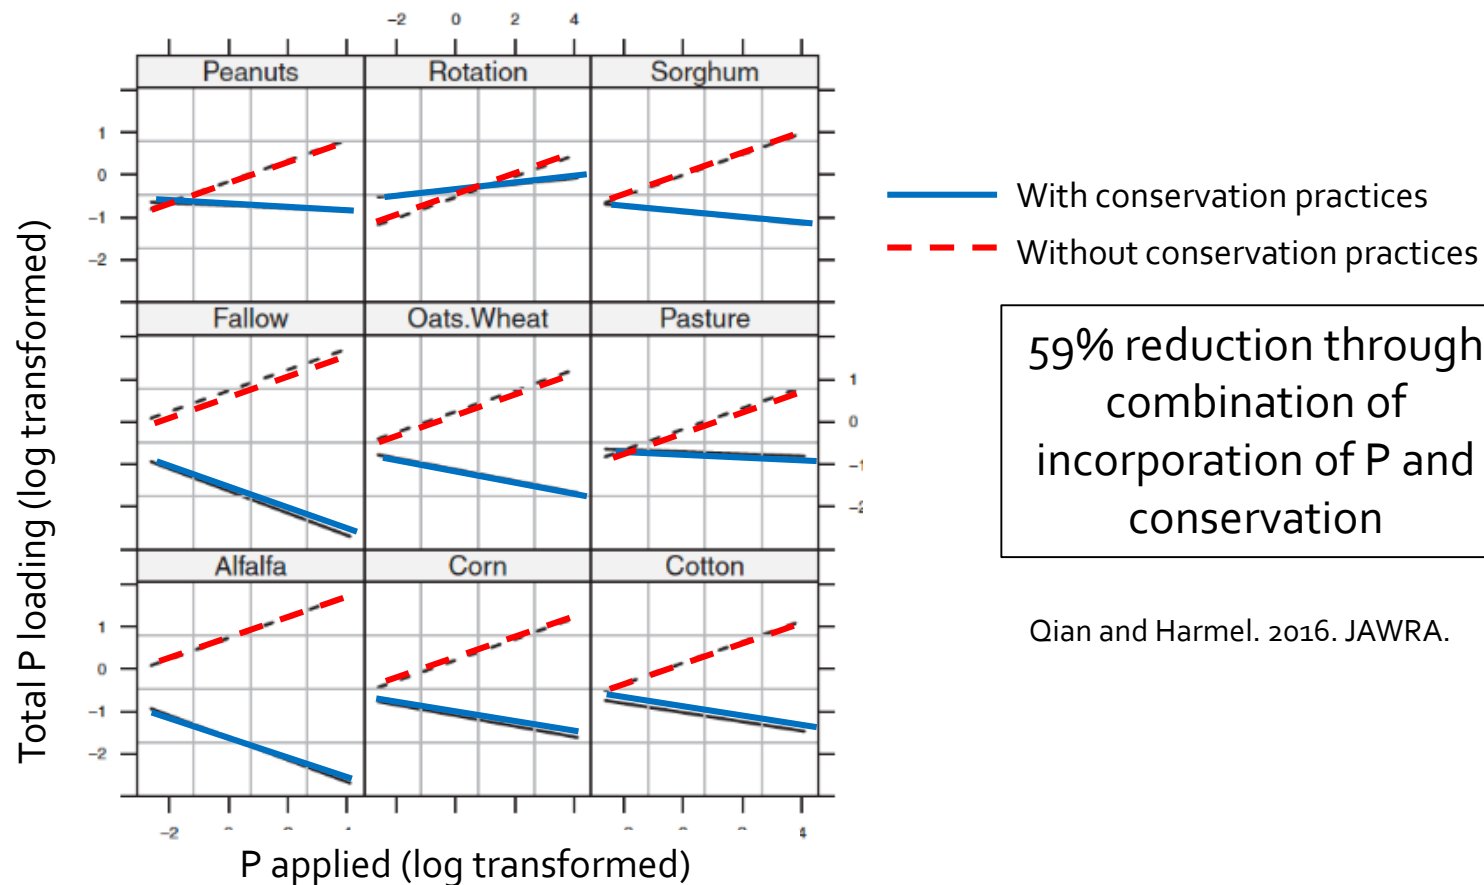 −2 0 2 4
Peanuts Rotation Sorghum
1
0
−1
−2
Fallow Oats.Wheat Pasture
1
0
Alfalfa Corn Cotton
1
0
−1
−2
−2
Total P loading (log transformed)
P applied (log transformed)
With conservation practices
Without conservation practices
59% reduction through
combination of
incorporation of P and
conservation
Qian and Harmel. 2016. JAWRA.